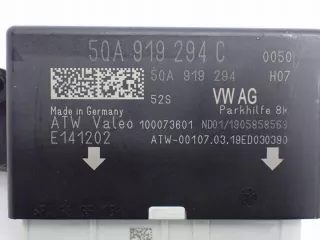 5QA 919 294 C 0050
5QA 919 294 H07
52S VW AG
Made in Germany Parkhilfe 8K
ATW Valeo 100073601 ND01/1905858563
E141202 ATW-00107.03.19ED030390